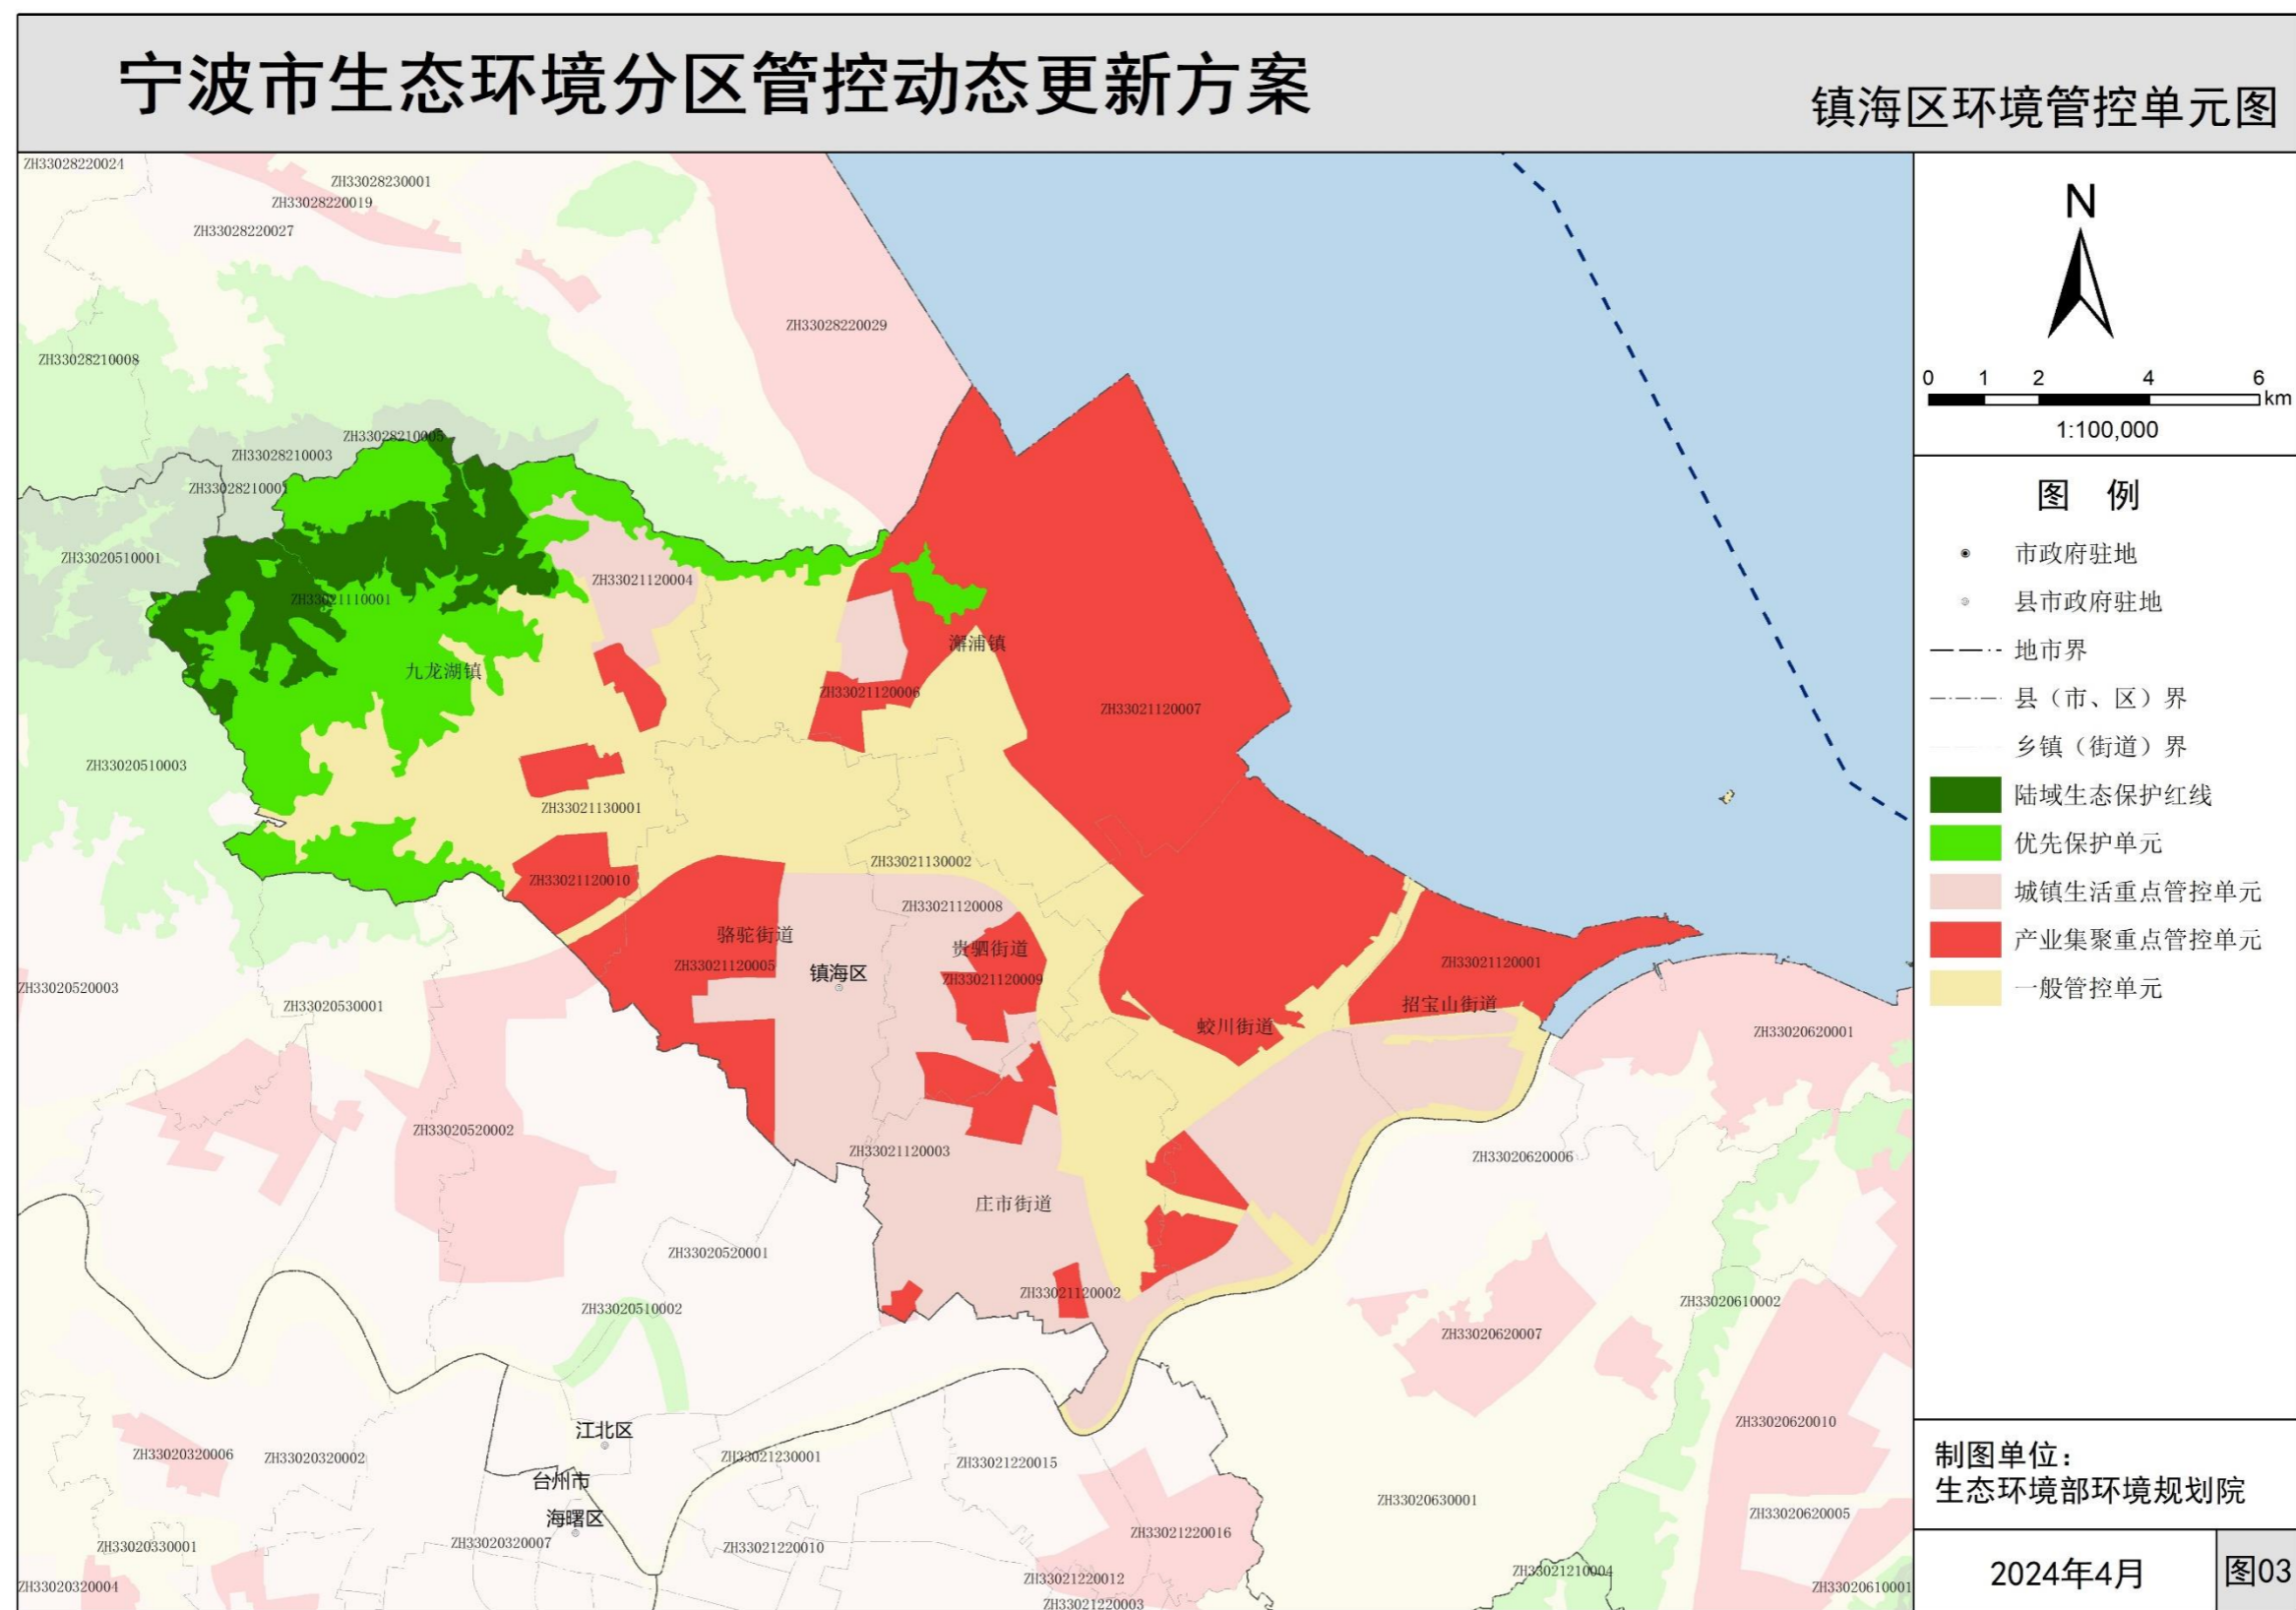 宁波市生态环境分区管控动态更新方案
镇海区环境管控单元图
ZH33028220024
ZH33028230001
ZH33028220019
ZH33028220027
ZH33028220029
ZH33028210008
ZH33028210005
ZH33028210003
ZH33028210001
ZH33020510001
ZH33021120004
ZH33021110001
澥浦镇
九龙湖镇
ZH33021120006
ZH33021120007
ZH33020510003
ZH33021130001
ZH33021130002
ZH33021120010
ZH33021120008
骆驼街道
贵驷街道
ZH33021120005
镇海区
ZH33021120009
ZH33021120001
招宝山街道
蛟川街道
ZH33020520003
ZH33020530001
ZH33020620001
ZH33020520002
ZH33021120003
ZH33020620006
庄市街道
ZH33020520001
ZH33021120002
ZH33020510002
ZH33020610002
ZH33020620007
江北区
ZH33020620010
ZH33020320006
ZH33020320002
ZH33021230001
ZH33021220015
台州市
ZH33020630001
海曙区
ZH33020620005
ZH33021220016
ZH33020330001
ZH33020320007
ZH33021220010
ZH33021210004
ZH33021220012
ZH33020320004
ZH33020610001
ZH33021220003
N
0 1 2 4 6
km
1:100,000
图 例
市政府驻地
县市政府驻地
地市界
县（市、区）界
乡镇（街道）界
陆域生态保护红线
优先保护单元
城镇生活重点管控单元
产业集聚重点管控单元
一般管控单元
制图单位：
生态环境部环境规划院
2024年4月
图03